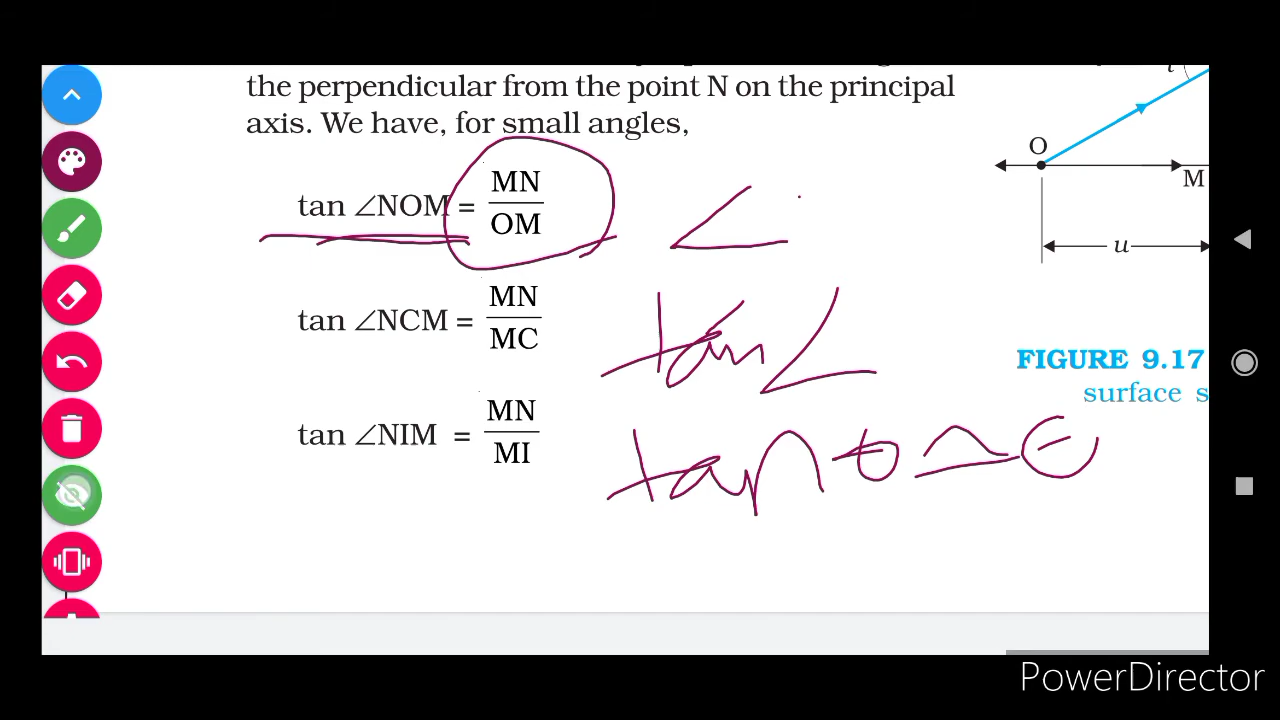 the perpendicular from the point N on the principal
axis. We have, for small angles,
tan ∠NOM = MN
OM
tan ∠NCM = MN
MC
tan ∠NIM = MN
MI
∠
tan ∠
tan θ ≃ θ
i
O
M
u
FIGURE 9.17
surface s
PowerDirector